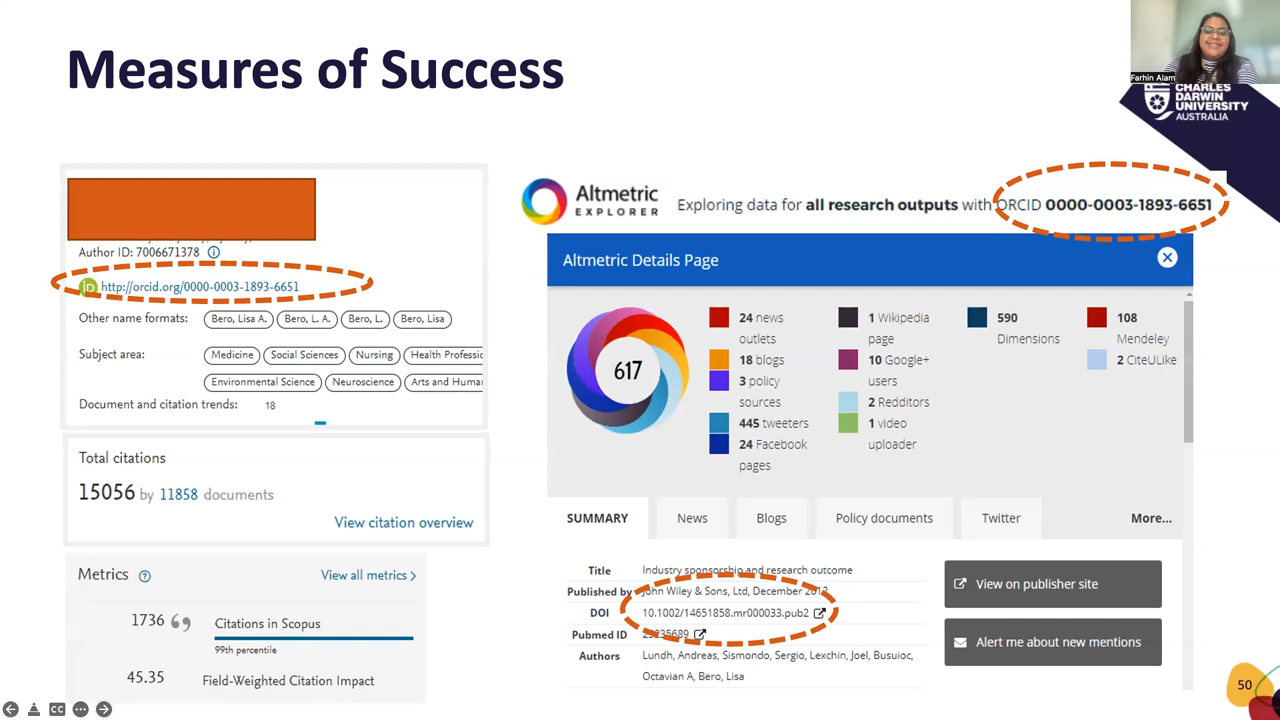 Measures of Success
Farhin Alam
CHARLES
DARWIN
UNIVERSITY
AUSTRALIA
Author ID: 7006671378
iD http://orcid.org/0000-0003-1893-6651
Other name formats: Bero, Lisa A. Bero, L. A. Bero, L. Bero, Lisa
Subject area: Medicine Social Sciences Nursing Health Professio
Environmental Science Neuroscience Arts and Humar
Document and citation trends: 18
Total citations
15056 by 11858 documents
View citation overview
Metrics View all metrics >
1736 Citations in Scopus
99th percentile
45.35 Field-Weighted Citation Impact
Altmetric
EXPLORER
Exploring data for all research outputs with ORCID 0000-0003-1893-6651
Altmetric Details Page
617
24 news outlets
18 blogs
3 policy sources
445 tweeters
24 Facebook pages
1 Wikipedia page
10 Google+ users
2 Redditors
1 video uploader
590 Dimensions
108 Mendeley
2 CiteULike
SUMMARY News Blogs Policy documents Twitter More...
Title Industry sponsorship and research outcome
Published by John Wiley & Sons, Ltd, December 2012
DOI 10.1002/14651858.mr000033.pub2
Pubmed ID 23235689
Authors Lundh, Andreas, Sismondo, Sergio, Lexchin, Joel, Busuioc,
Octavian A, Bero, Lisa
View on publisher site
Alert me about new mentions
50
CC